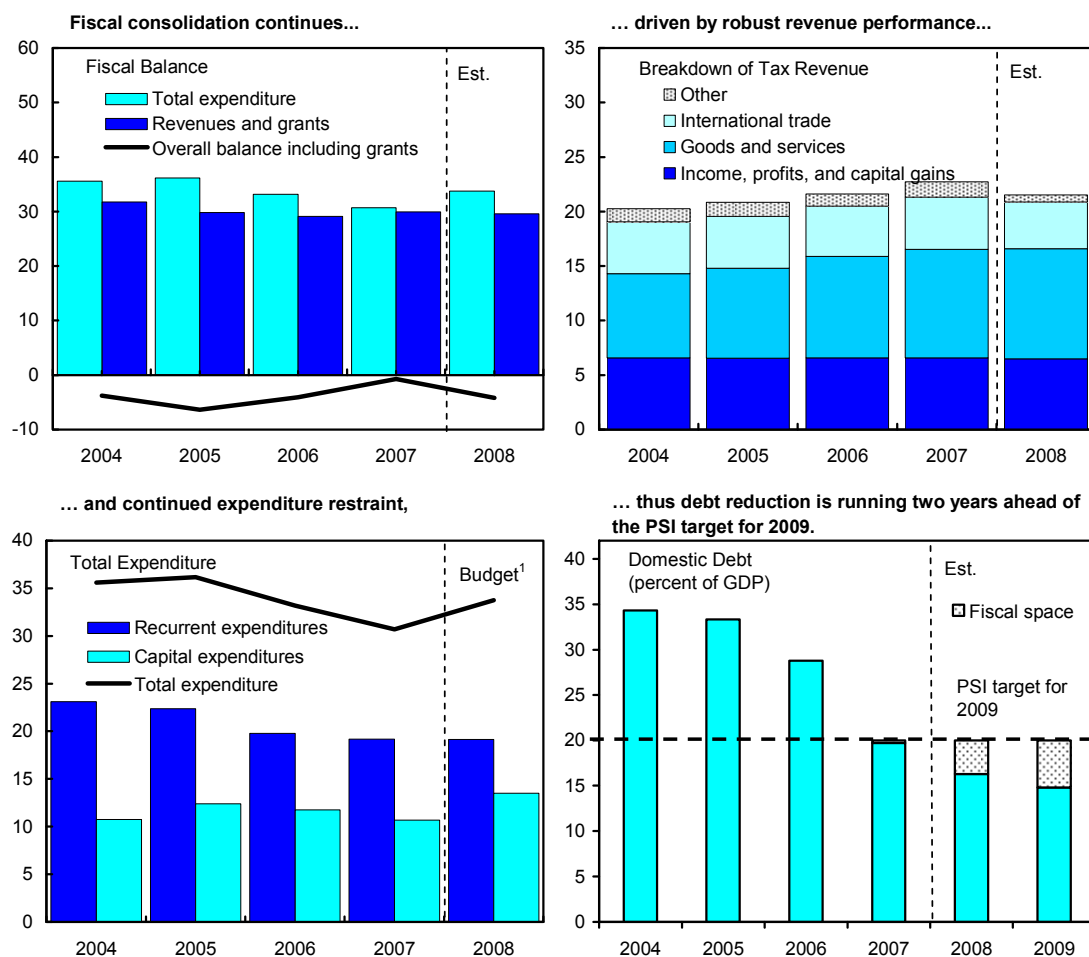 Fiscal consolidation continues...
60
50
40
30
20
10
0
-10
Fiscal Balance
Total expenditure
Revenues and grants
Overall balance including grants
Est.
2004 2005 2006 2007 2008
... driven by robust revenue performance...
35
30
25
20
15
10
5
0
Breakdown of Tax Revenue
Other
International trade
Goods and services
Income, profits, and capital gains
Est.
2004 2005 2006 2007 2008
... and continued expenditure restraint,
40
35
30
25
20
15
10
5
0
Total Expenditure
Recurrent expenditures
Capital expenditures
Total expenditure
Budget¹
2004 2005 2006 2007 2008
... thus debt reduction is running two years ahead of
the PSI target for 2009.
40
35
30
25
20
15
10
5
0
Domestic Debt
(percent of GDP)
Est.
Fiscal space
PSI target for
2009
2004 2005 2006 2007 2008 2009